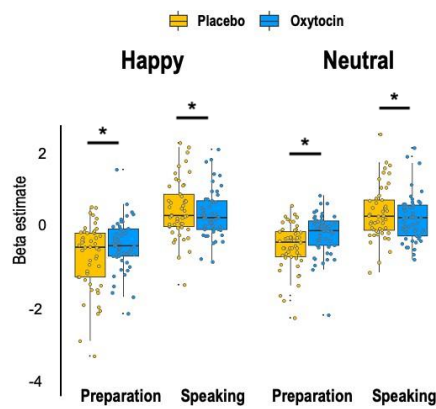 Placebo Oxytocin
Happy Neutral
* * * *
Beta estimate
2
0
-2
-4
Preparation Speaking Preparation Speaking